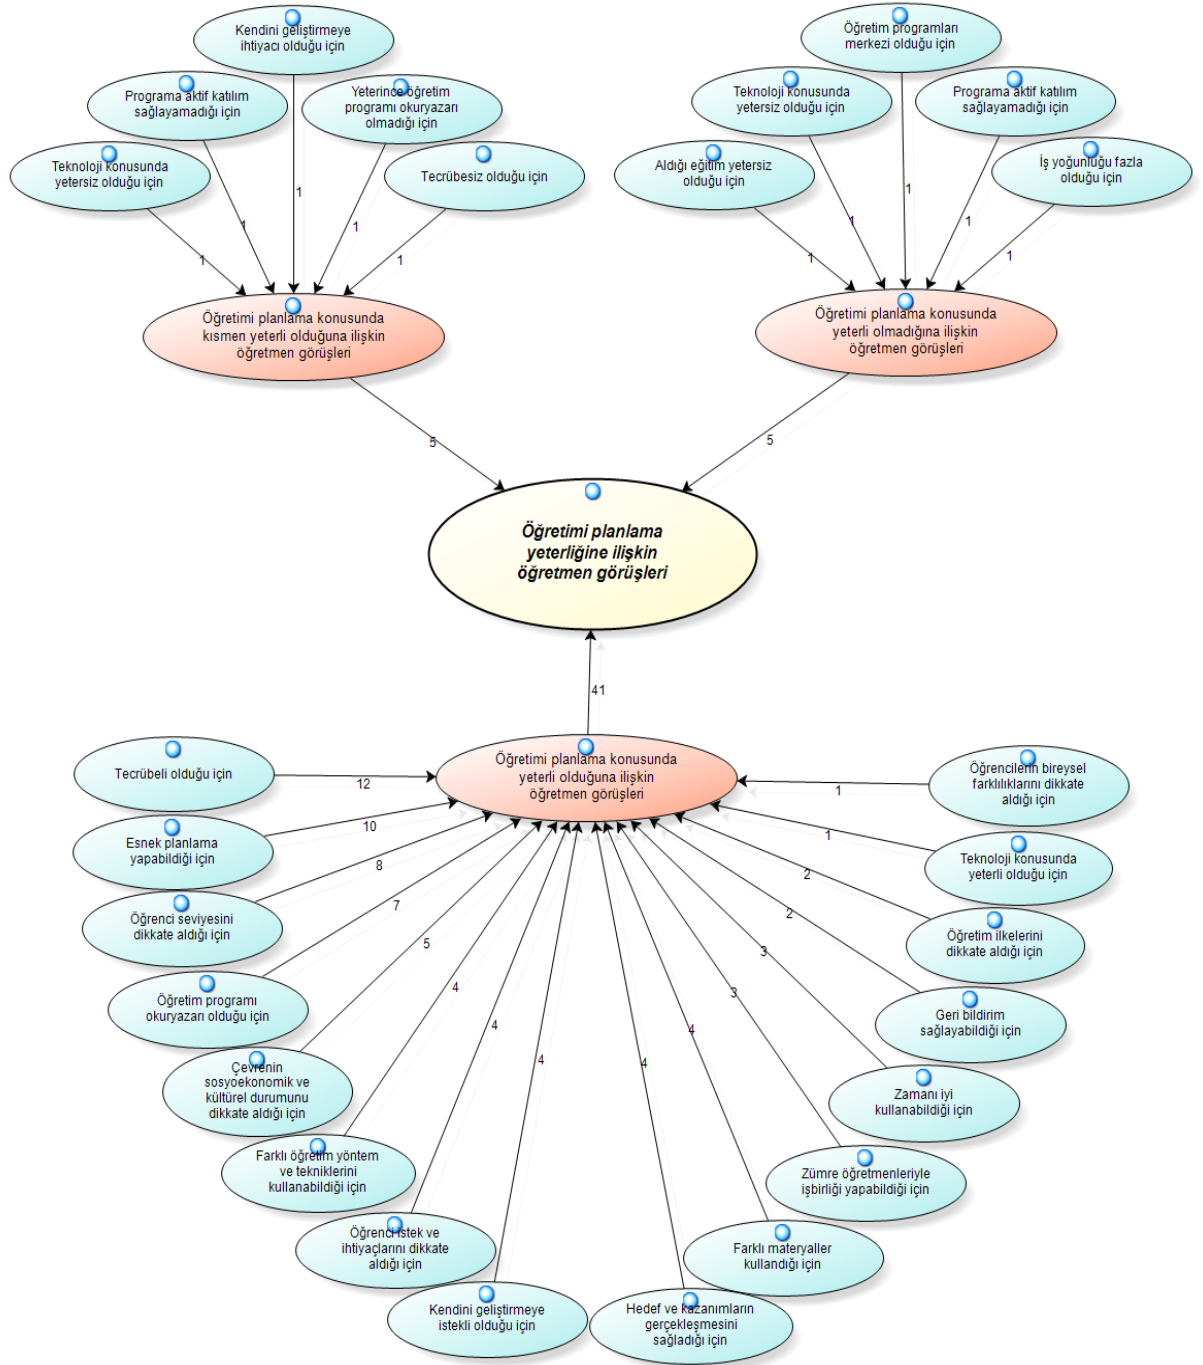 Kendini geliştirmeye
ihtiyacı olduğu için
Programa aktif katılım
sağlayamadığı için
Yeterince öğretim
programı okuryazarı
olmadığı için
Teknoloji konusunda
yetersiz olduğu için
Tecrübesiz olduğu için
1
1
1
1
1
Öğretimi planlama konusunda
kısmen yeterli olduğuna ilişkin
öğretmen görüşleri
Öğretim programları
merkezi olduğu için
Teknoloji konusunda
yetersiz olduğu için
Programa aktif katılım
sağlayamadığı için
Aldığı eğitim yetersiz
olduğu için
İş yoğunluğu fazla
olduğu için
1
1
1
1
1
Öğretimi planlama konusunda
yeterli olmadığına ilişkin
öğretmen görüşleri
5
5
Öğretimi planlama
yeterliğine ilişkin
öğretmen görüşleri
41
Öğretimi planlama konusunda
yeterli olduğuna ilişkin
öğretmen görüşleri
Tecrübeli olduğu için
12
Esnek planlama
yapabildiği için
10
Öğrenci seviyesini
dikkate aldığı için
8
Öğretim programı
okuryazarı olduğu için
7
Çevrenin
sosyoekonomik ve
kültürel durumunu
dikkate aldığı için
5
Farklı öğretim yöntem
ve tekniklerini
kullanabildiği için
4
Öğrenci istek ve
ihtiyaçlarını dikkate
aldığı için
4
Kendini geliştirmeye
istekli olduğu için
4
Hedef ve kazanımların
gerçekleşmesini
sağladığı için
4
Farklı materyaller
kullandığı için
4
Zümre öğretmenleriyle
işbirliği yapabildiği için
3
Zamanı iyi
kullanabildiği için
3
Geri bildirim
sağlayabildiği için
2
Öğretim ilkelerini
dikkate aldığı için
2
Teknoloji konusunda
yeterli olduğu için
1
Öğrencilerin bireysel
farklılıklarını dikkate
aldığı için
1